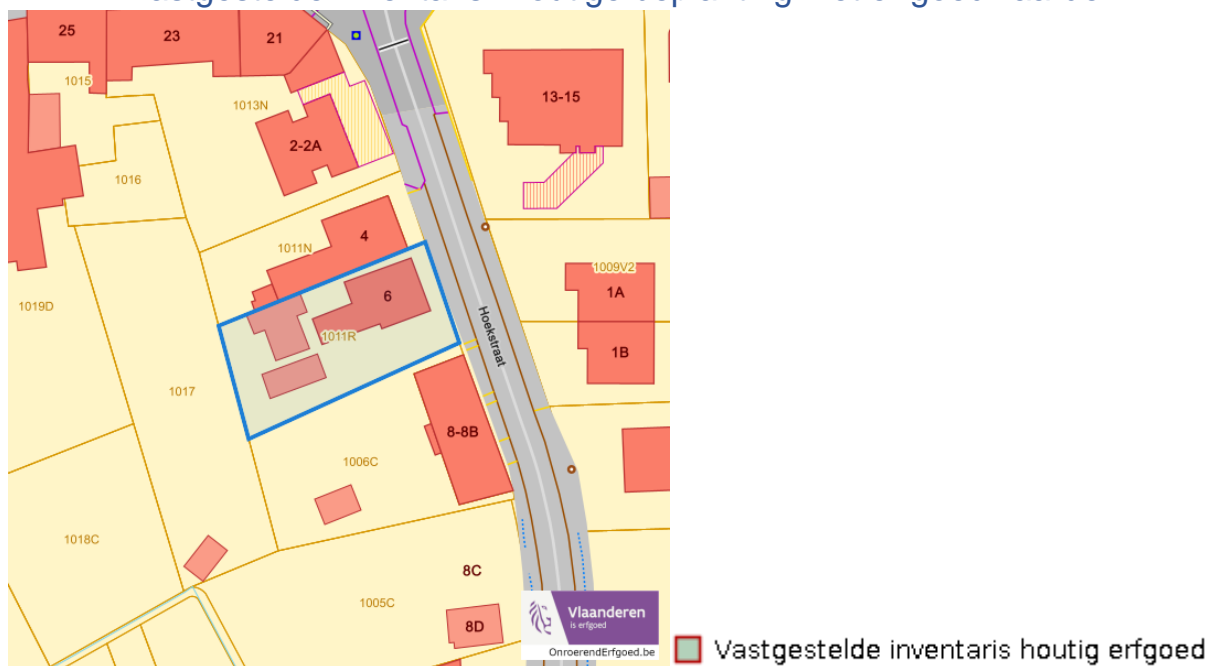 25
23
21
1015
1013N
13-15
2-2A
1016
4
1011N
1009V2
1019D
6
1A
1011R
Hoekstraat
1B
1017
8-8B
1006C
1018C
8C
1005C
8D
Vlaanderen
is erfgoed
OnroerendErfgoed.be
Vastgestelde inventaris houtig erfgoed